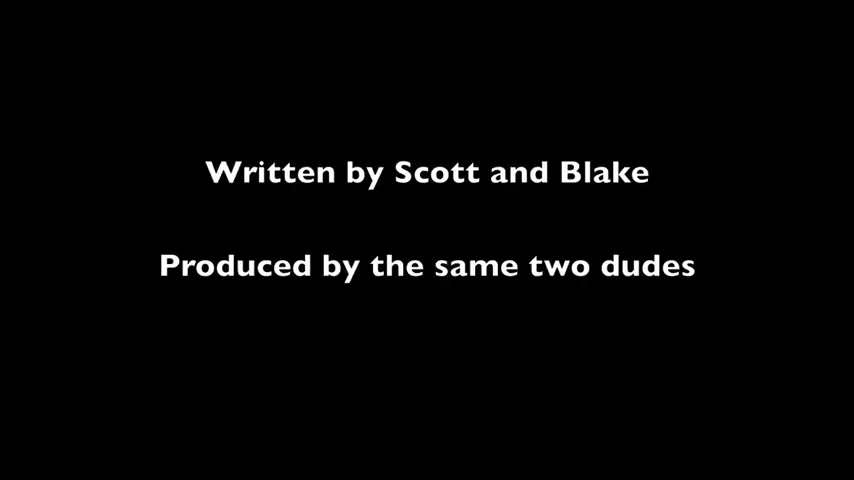 Written by Scott and Blake
Produced by the same two dudes